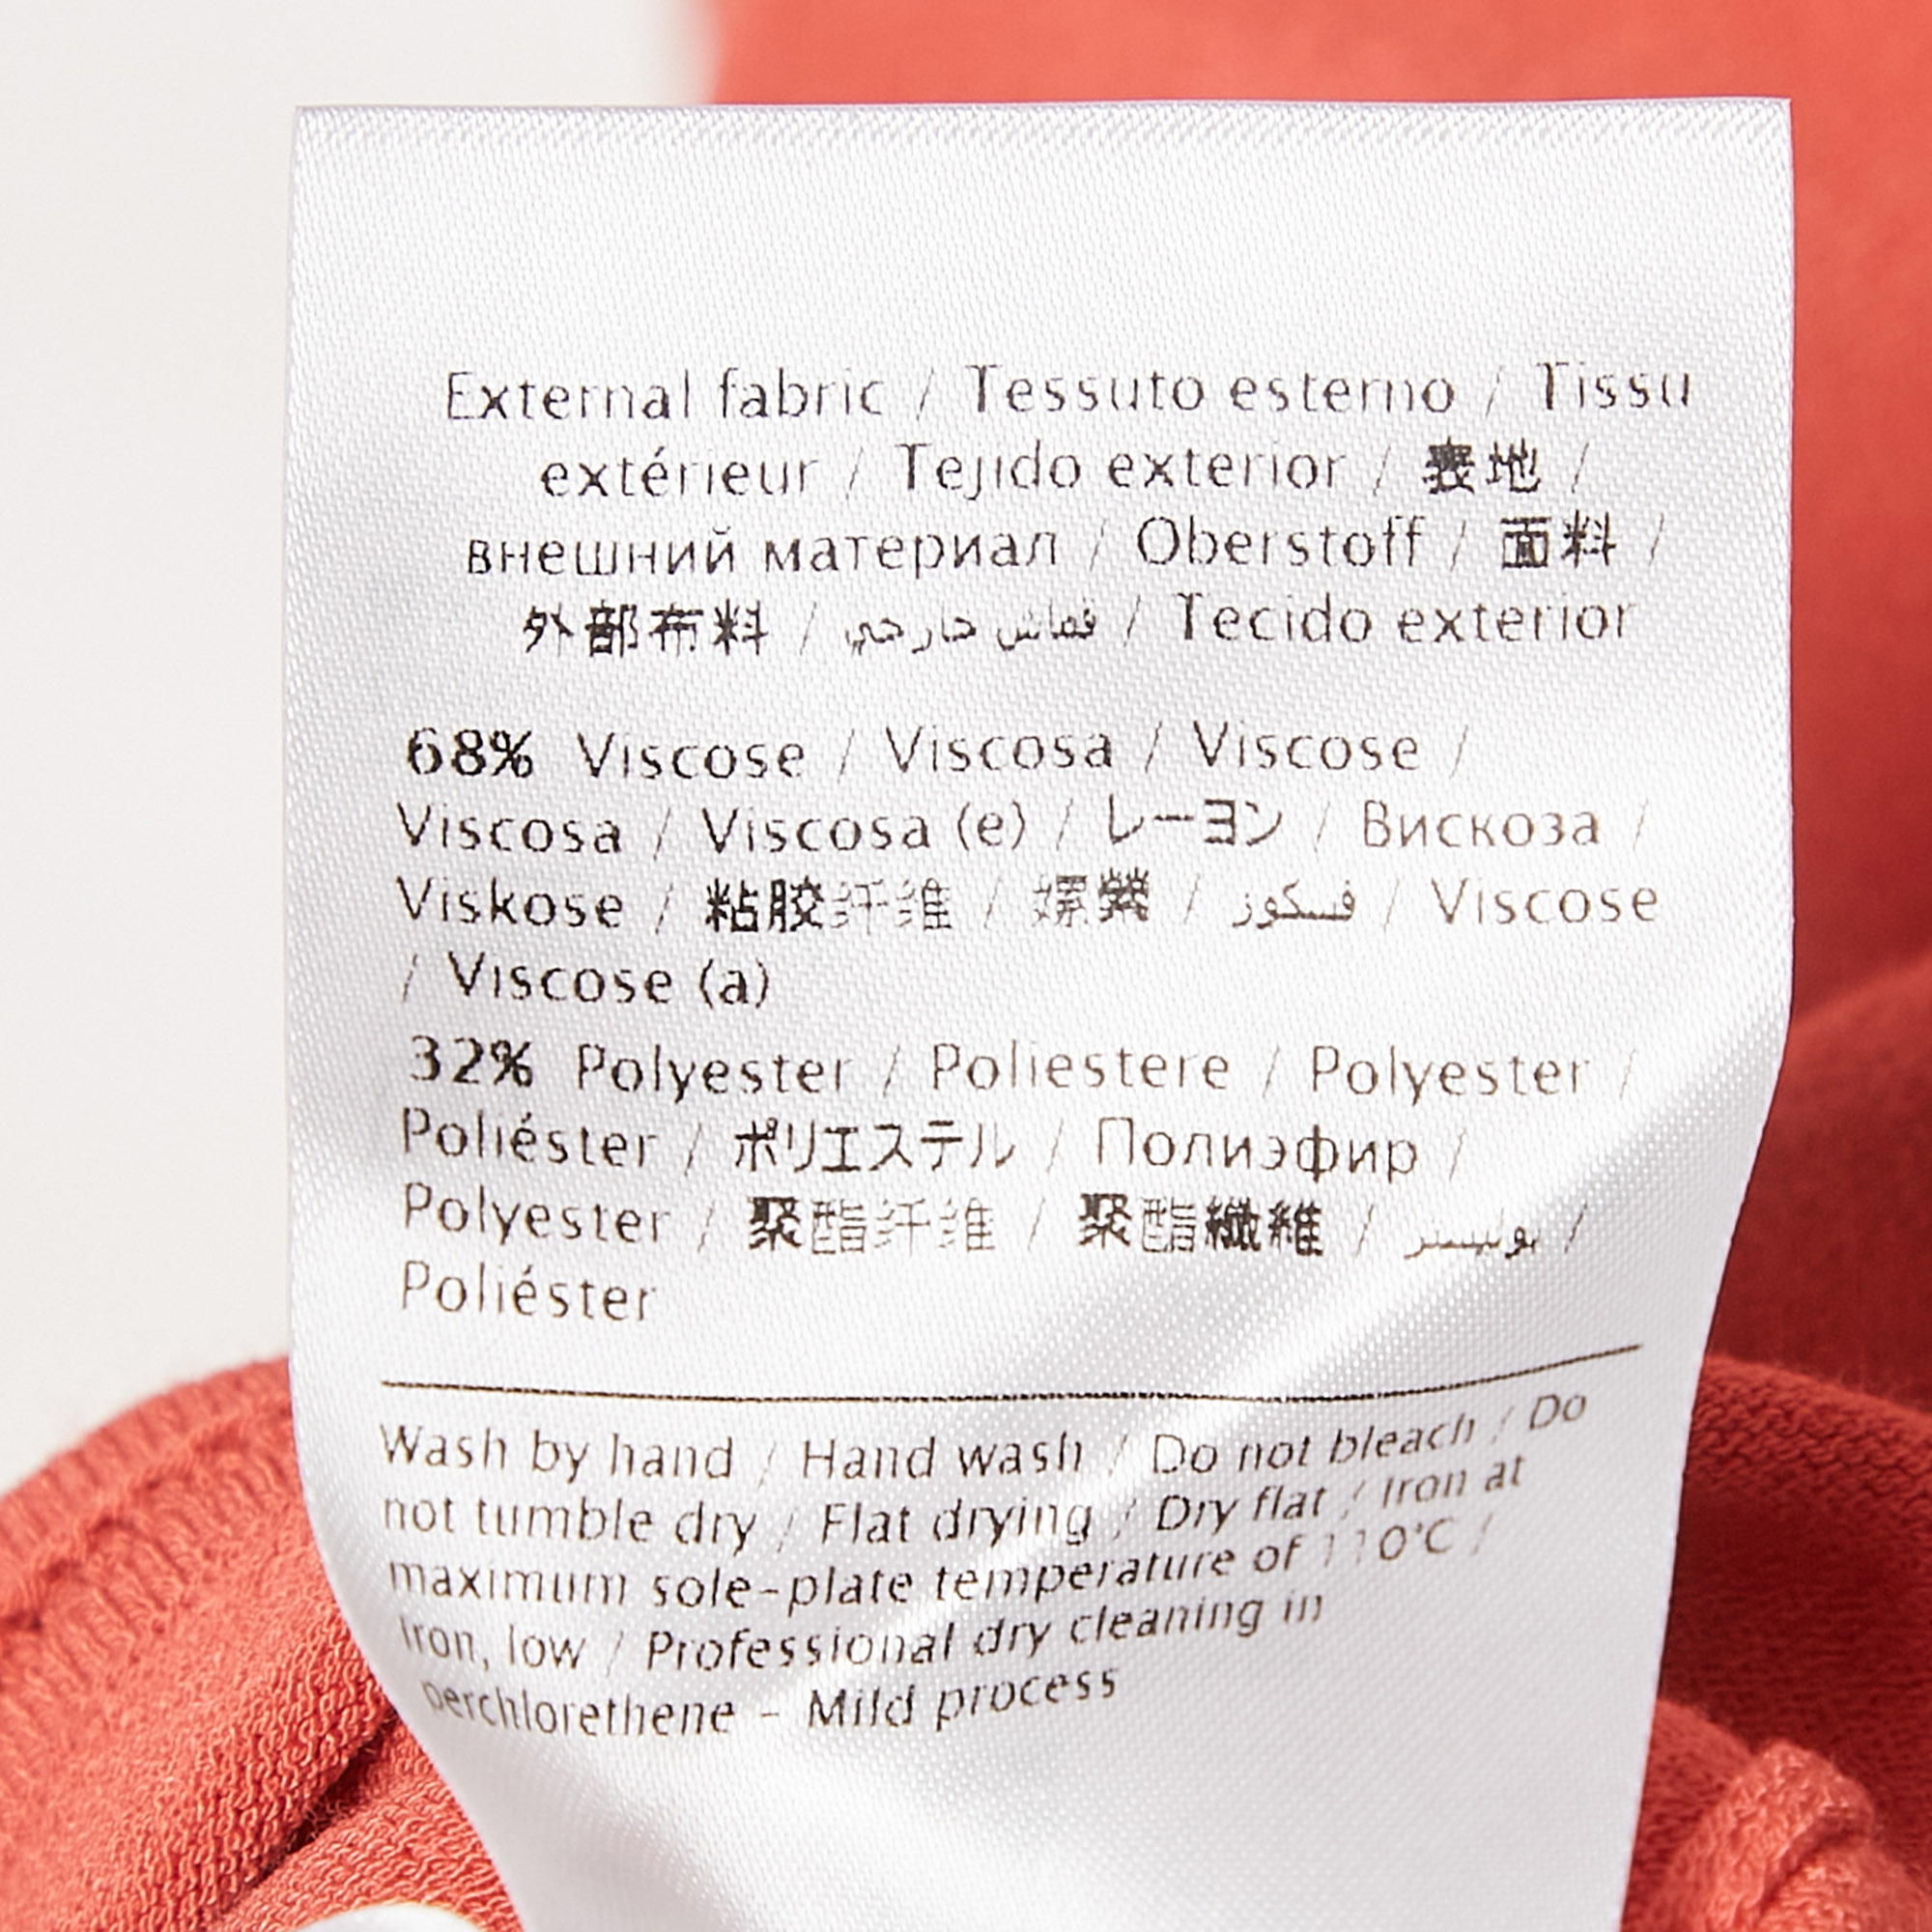 External fabric / Tessuto esterno / Tissu
extérieur / Tejido exterior / 表地 /
внешний материал / Oberstoff / 面料 /
外部布料 / قماش خارجي / Tecido exterior
68% Viscose / Viscosa / Viscose /
Viscosa / Viscosa (e) / レーヨン / Вискоза /
Viskose / 粘胶纤维 / 嫘縈 / فسكوز / Viscose
/ Viscose (a)
32% Polyester / Poliestere / Polyester /
Poliéster / ポリエステル / Полиэфир /
Polyester / 聚酯纤维 / 聚酯纖維 / بوليستر /
Poliéster
Wash by hand / Hand wash / Do not bleach / Do
not tumble dry / Flat drying / Dry flat / Iron at
maximum sole-plate temperature of 110°C /
Iron, low / Professional dry cleaning in
perchlorethene - Mild process